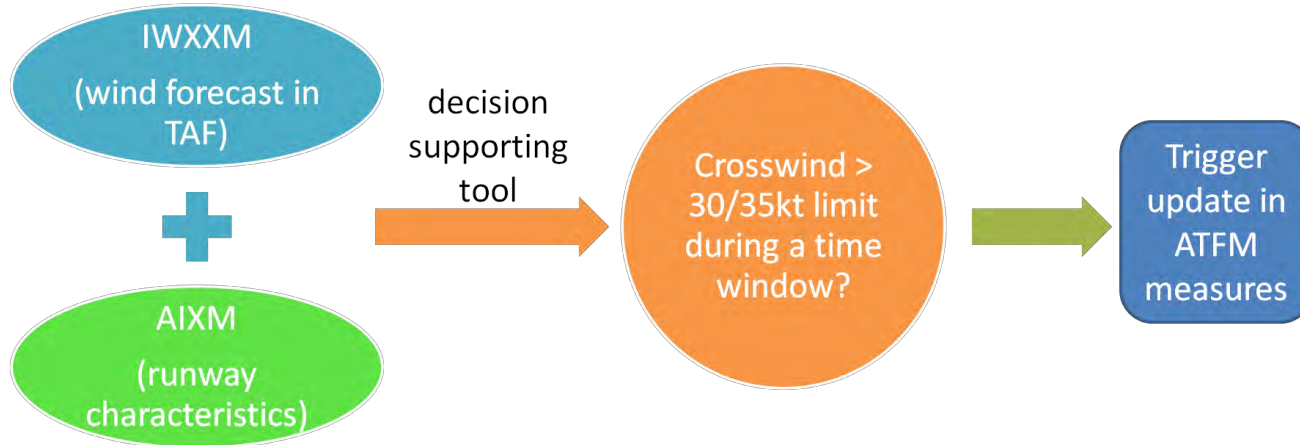 IWXXM
(wind forecast in
TAF)
AIXM
(runway
characteristics)
decision
supporting
tool
Crosswind >
30/35kt limit
during a time
window?
Trigger
update in
ATFM
measures